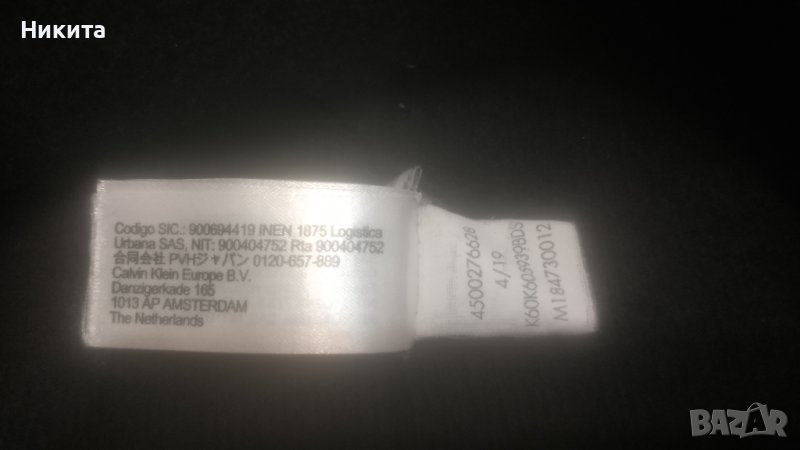 Никита
Codigo SIC.: 900694419 INEN 1875 Logistica
Urbana SAS, NIT: 900404752 Rta 900404752
合同会社 PVHジャパン 0120-657-889
Calvin Klein Europe B.V.
Danzigerkade 165
1013 AP AMSTERDAM
The Netherlands
4500276628
4/19
K60K605939BDS
M184730012
BAZAR